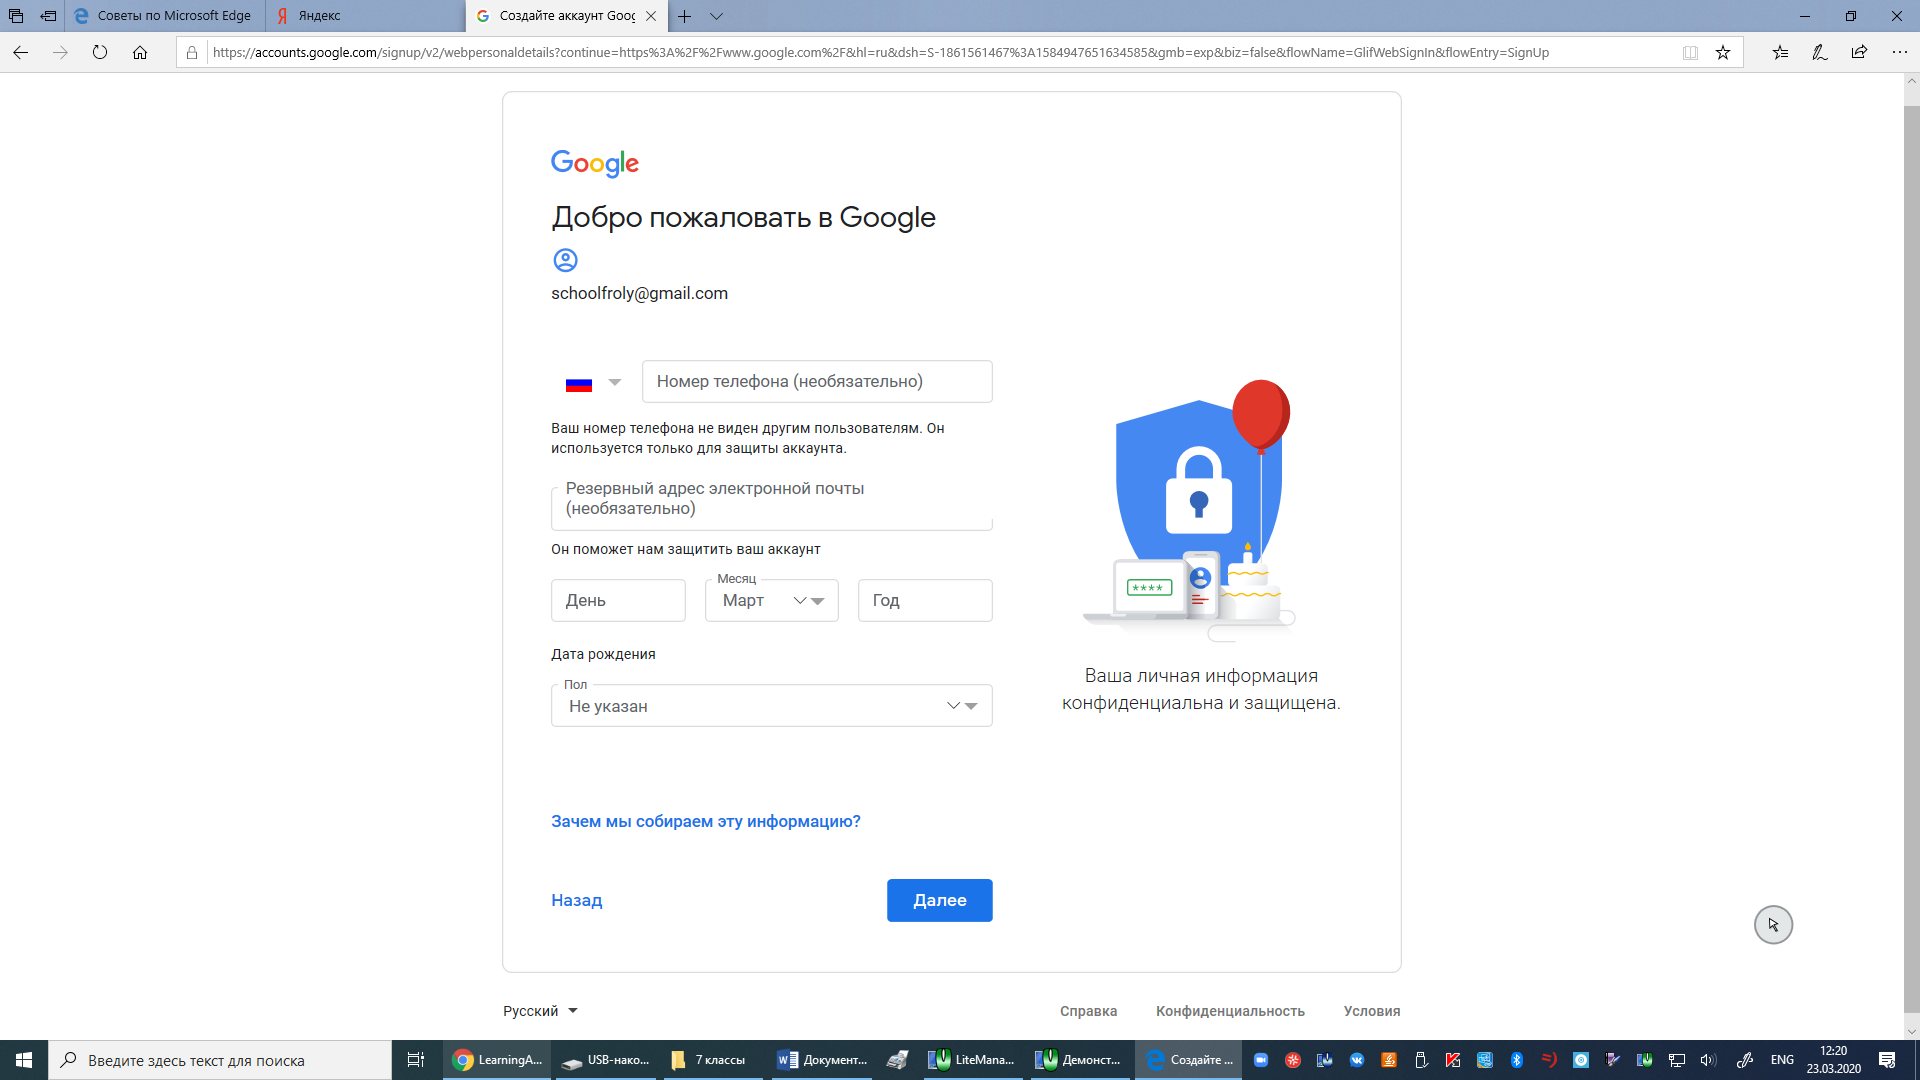 Советы по Microsoft Edge
Яндекс
Создайте аккаунт Goog
https://accounts.google.com/signup/v2/webpersonaldetails?continue=https%3A%2F%2Fwww.google.com%2F&hl=ru&dsh=S-1861561467%3A1584947651634585&gmb=exp&biz=false&flowName=GlifWebSignIn&flowEntry=SignUp
Google
Добро пожаловать в Google
schoolfroly@gmail.com
Номер телефона (необязательно)
Ваш номер телефона не виден другим пользователям. Он
используется только для защиты аккаунта.
Резервный адрес электронной почты
(необязательно)
Он поможет нам защитить ваш аккаунт
День
Месяц
Март
Год
Дата рождения
Пол
Не указан
****
Ваша личная информация
конфиденциальна и защищена.
Зачем мы собираем эту информацию?
Назад
Далее
Русский
Справка
Конфиденциальность
Условия
Введите здесь текст для поиска
LearningA...
USB-нако...
7 классы
Документ...
LiteMana...
Демонст...
Создайте ...
ENG
12:20
23.03.2020